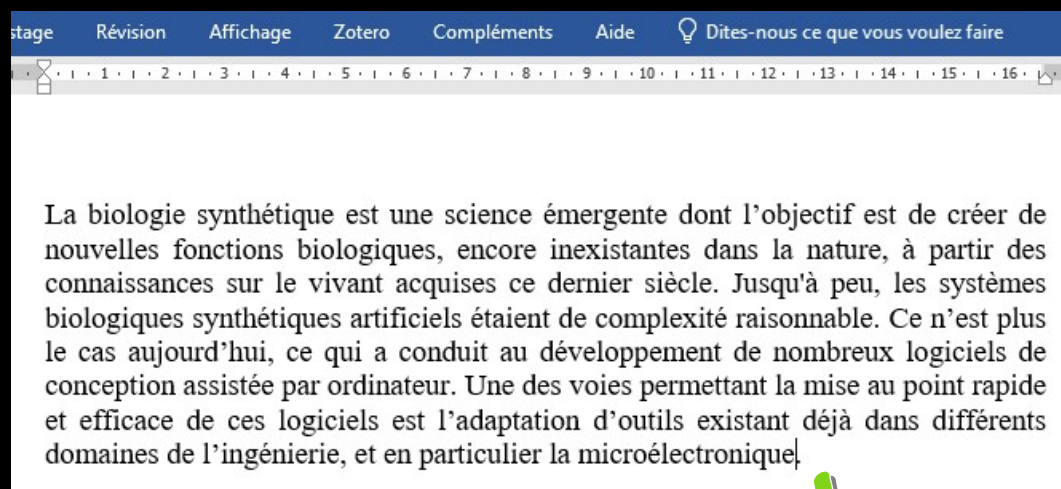 stage Révision Affichage Zotero Compléments Aide Dites-nous ce que vous voulez faire
1 2 3 4 5 6 7 8 9 10 11 12 13 14 15 16
La biologie synthétique est une science émergente dont l’objectif est de créer de
nouvelles fonctions biologiques, encore inexistantes dans la nature, à partir des
connaissances sur le vivant acquises ce dernier siècle. Jusqu'à peu, les systèmes
biologiques synthétiques artificiels étaient de complexité raisonnable. Ce n’est plus
le cas aujourd’hui, ce qui a conduit au développement de nombreux logiciels de
conception assistée par ordinateur. Une des voies permettant la mise au point rapide
et efficace de ces logiciels est l’adaptation d’outils existant déjà dans différents
domaines de l’ingénierie, et en particulier la microélectronique.